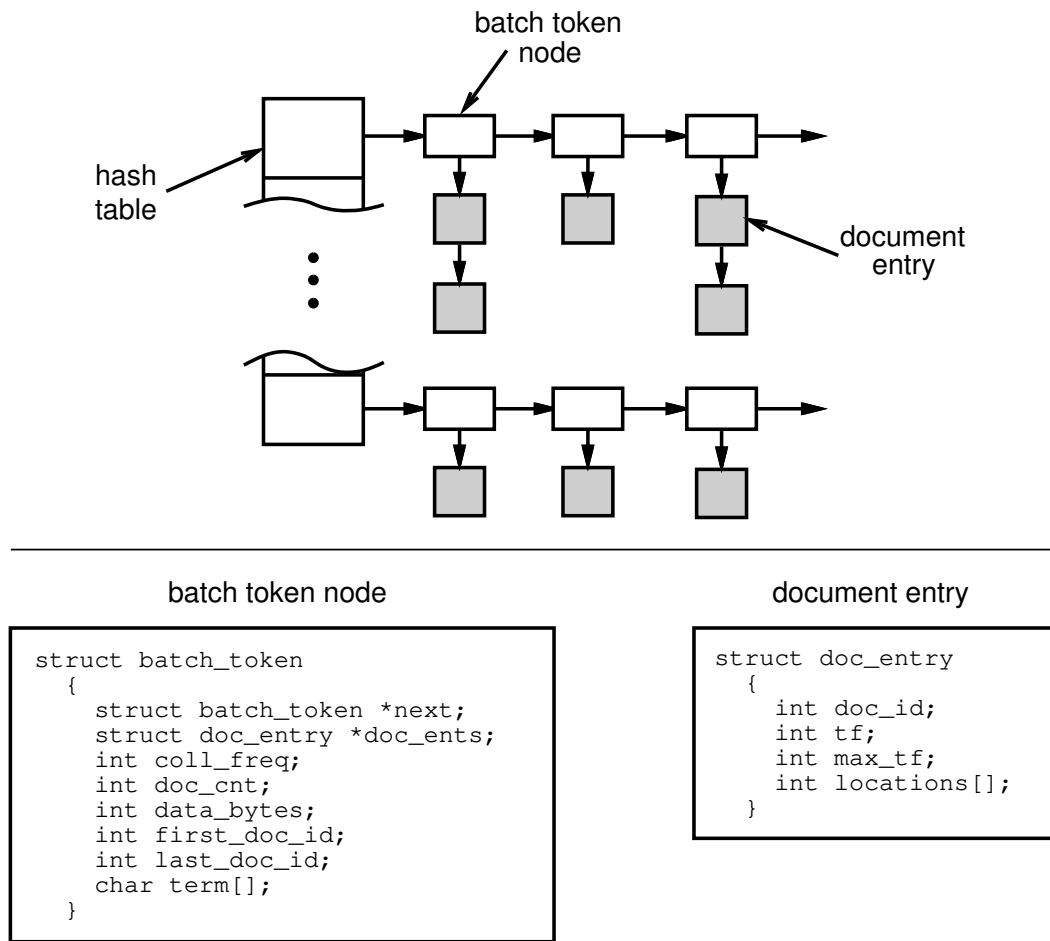 batch token
node
hash
table
document
entry
batch token node
document entry
struct batch_token
{
struct batch_token *next;
struct doc_entry *doc_ents;
int coll_freq;
int doc_cnt;
int data_bytes;
int first_doc_id;
int last_doc_id;
char term[];
}
struct doc_entry
{
int doc_id;
int tf;
int max_tf;
int locations[];
}